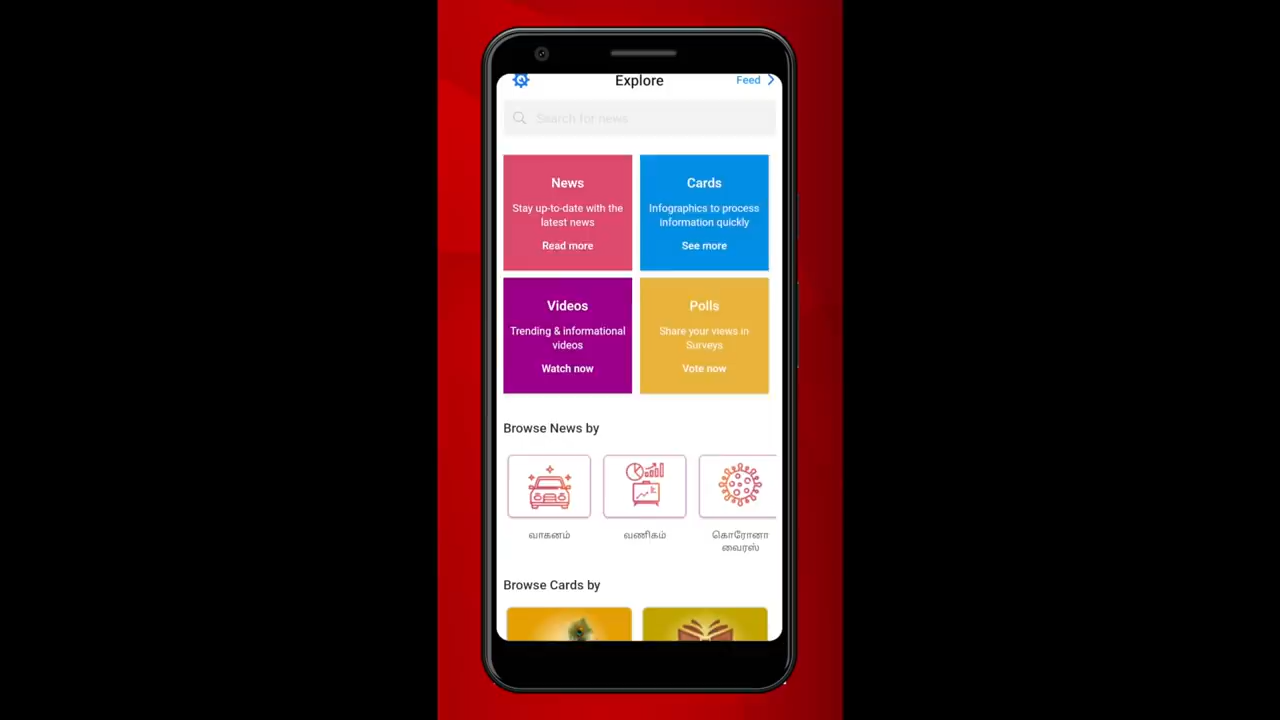 Explore
Feed
Search for news
News
Stay up-to-date with the
latest news
Read more
Cards
Infographics to process
information quickly
See more
Videos
Trending & informational
videos
Watch now
Polls
Share your views in
Surveys
Vote now
Browse News by
வாகனம்
வணிகம்
கொரோனா
வைரஸ்
Browse Cards by